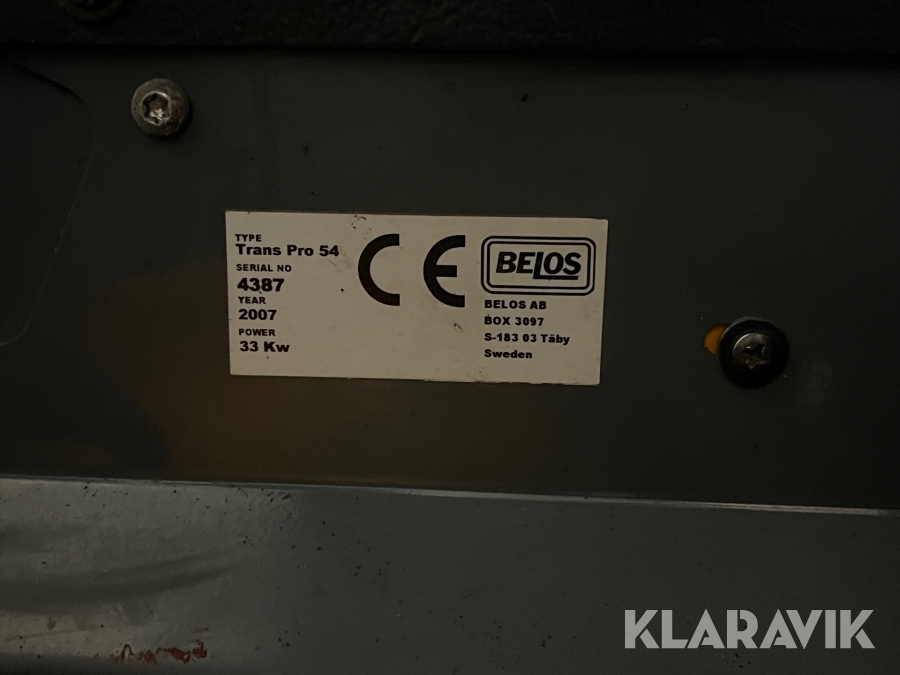 TYPE
Trans Pro 54
SERIAL NO
4387
YEAR
2007
POWER
33 Kw
CE
BELOS
BELOS AB
BOX 3097
S-183 03 Täby
Sweden
KLARAVIK